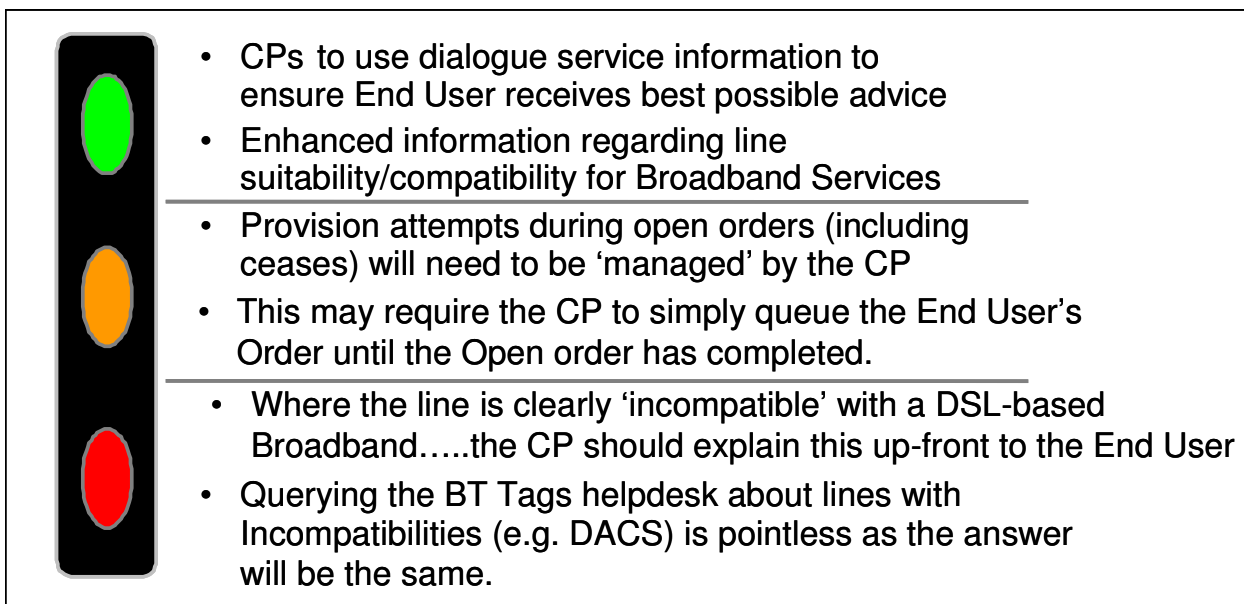 • CPs to use dialogue service information to
ensure End User receives best possible advice
• Enhanced information regarding line
suitability/compatibility for Broadband Services
• Provision attempts during open orders (including
ceases) will need to be ‘managed’ by the CP
• This may require the CP to simply queue the End User’s
Order until the Open order has completed.
• Where the line is clearly ‘incompatible’ with a DSL-based
Broadband…..the CP should explain this up-front to the End User
• Querying the BT Tags helpdesk about lines with
Incompatibilities (e.g. DACS) is pointless as the answer
will be the same.